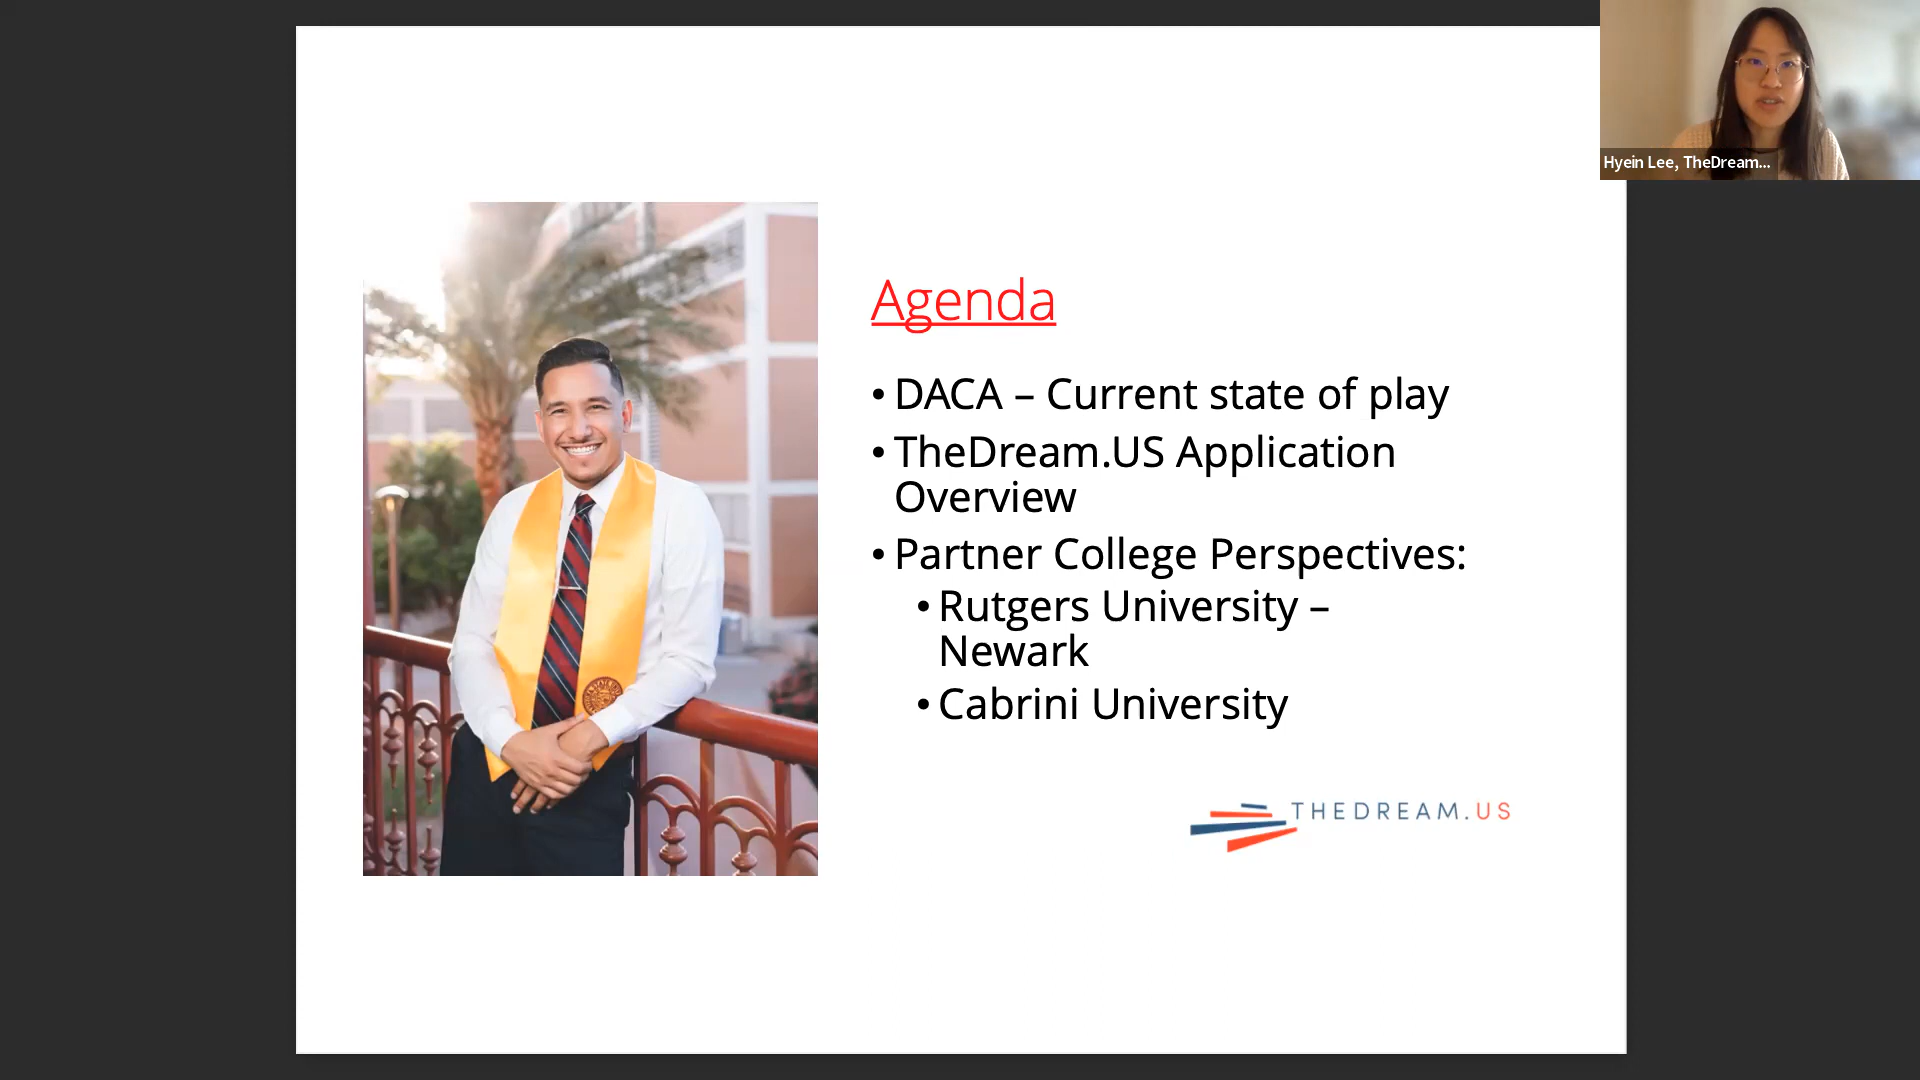 Hyein Lee, TheDream...
Agenda
• DACA – Current state of play
• TheDream.US Application
Overview
• Partner College Perspectives:
• Rutgers University –
Newark
• Cabrini University
THEDREAM.US